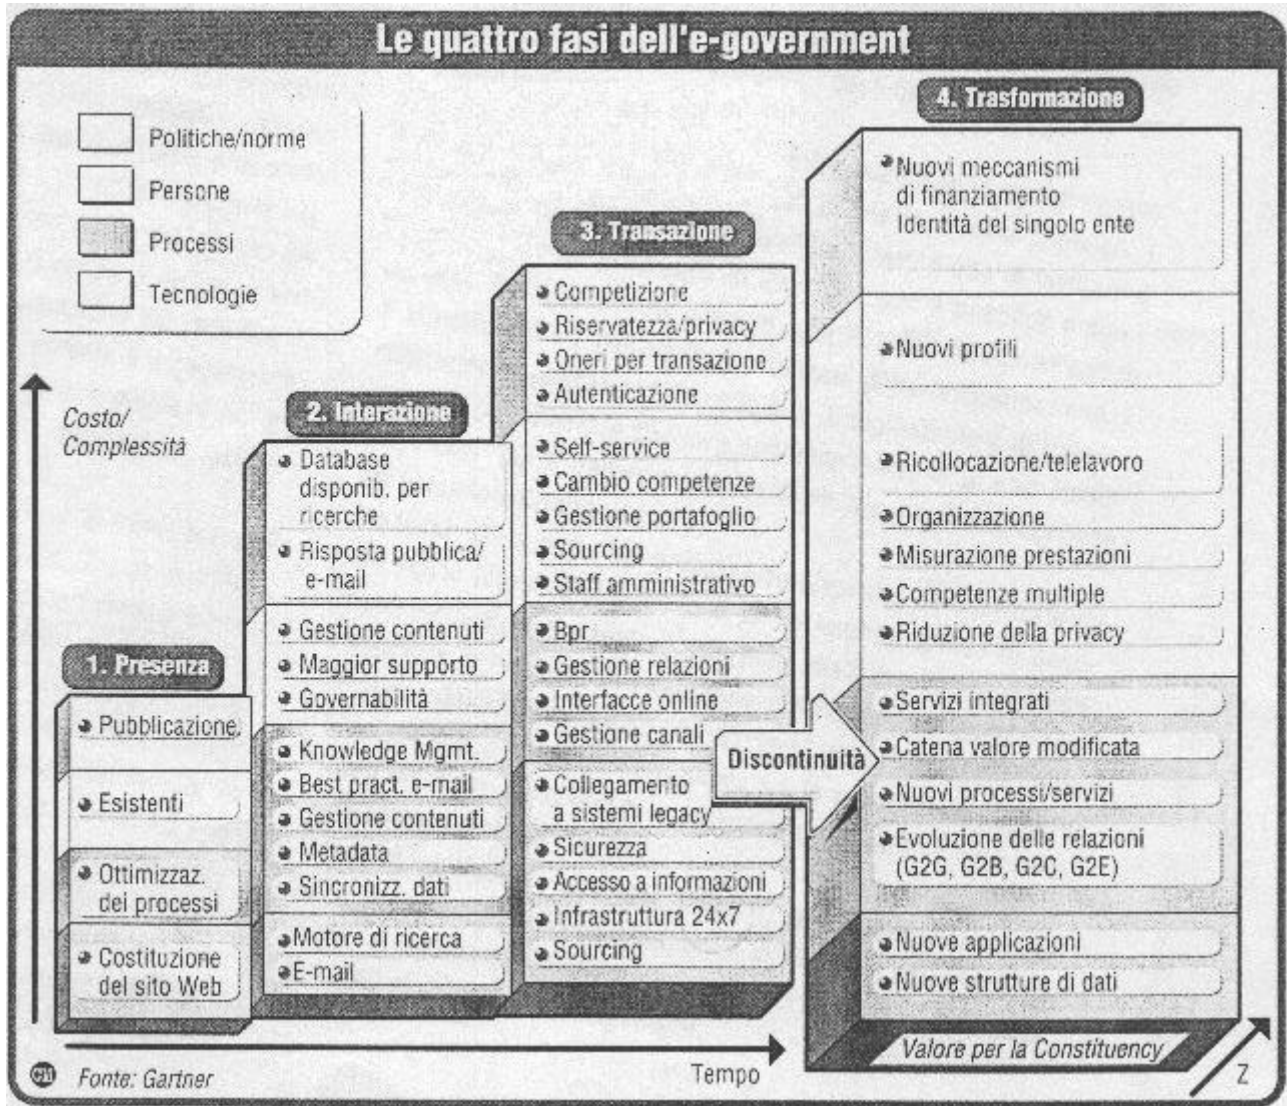 Le quattro fasi dell'e-government
Politiche/norme
Persone
Processi
Tecnologie
Costo/
Complessità
1. Presenza
Pubblicazione
Esistenti
Ottimizzaz.
dei processi
Costituzione
del sito Web
2. Interazione
Database
disponib. per
ricerche
Risposta pubblica/
e-mail
Gestione contenuti
Maggior supporto
Governabilità
Knowledge Mgmt.
Best pract. e-mail
Gestione contenuti
Metadata
Sincronizz. dati
Motore di ricerca
E-mail
3. Transazione
Competizione
Riservatezza/privacy
Oneri per transazione
Autenticazione
Self-service
Cambio competenze
Gestione portafoglio
Sourcing
Staff amministrativo
Bpr
Gestione relazioni
Interfacce online
Gestione canali
Collegamento
a sistemi legacy
Sicurezza
Accesso a informazioni
Infrastruttura 24x7
Sourcing
Discontinuità
4. Trasformazione
Nuovi meccanismi
di finanziamento
Identità del singolo ente
Nuovi profili
Ricollocazione/telelavoro
Organizzazione
Misurazione prestazioni
Competenze multiple
Riduzione della privacy
Servizi integrati
Catena valore modificata
Nuovi processi/servizi
Evoluzione delle relazioni
(G2G, G2B, G2C, G2E)
Nuove applicazioni
Nuove strutture di dati
Valore per la Constituency
Z
Tempo
Fonte: Gartner